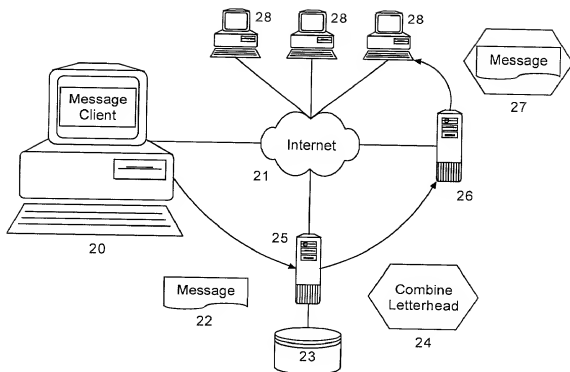 28
28
28
Message
27
Message
Client
Internet
21
26
20
25
Message
22
Combine
Letterhead
24
23